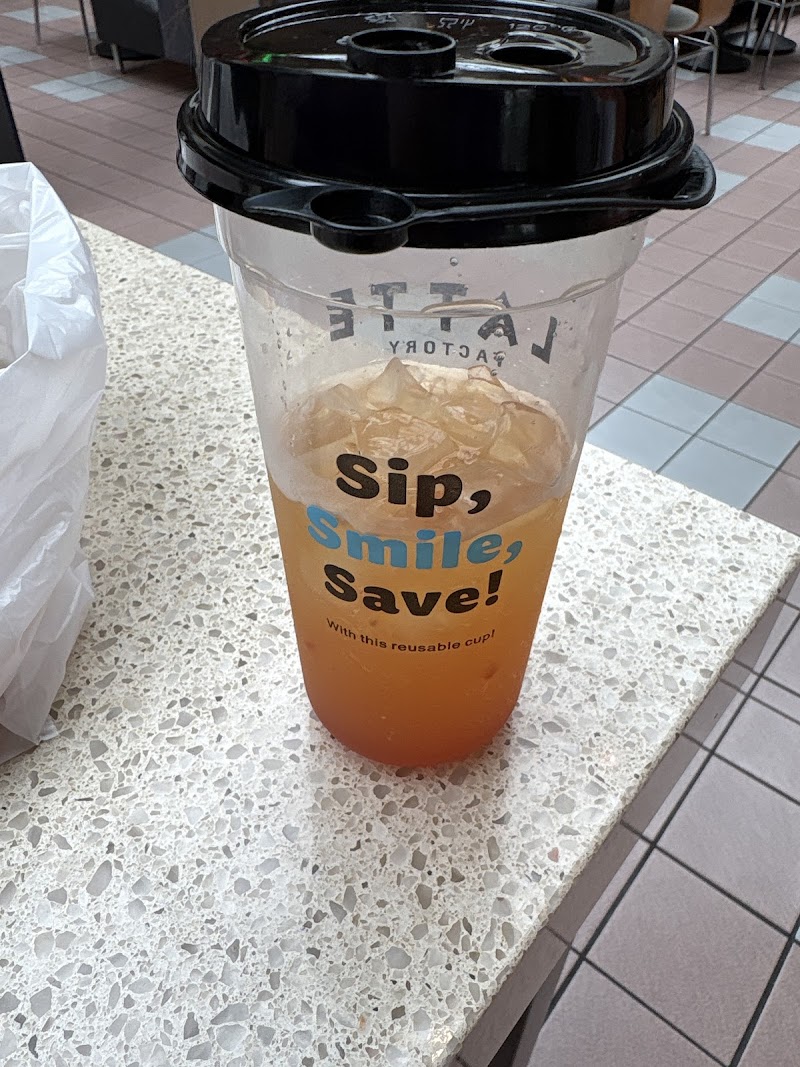 LATTE
FACTORY
Sip,
Smile,
Save!
With this reusable cup!